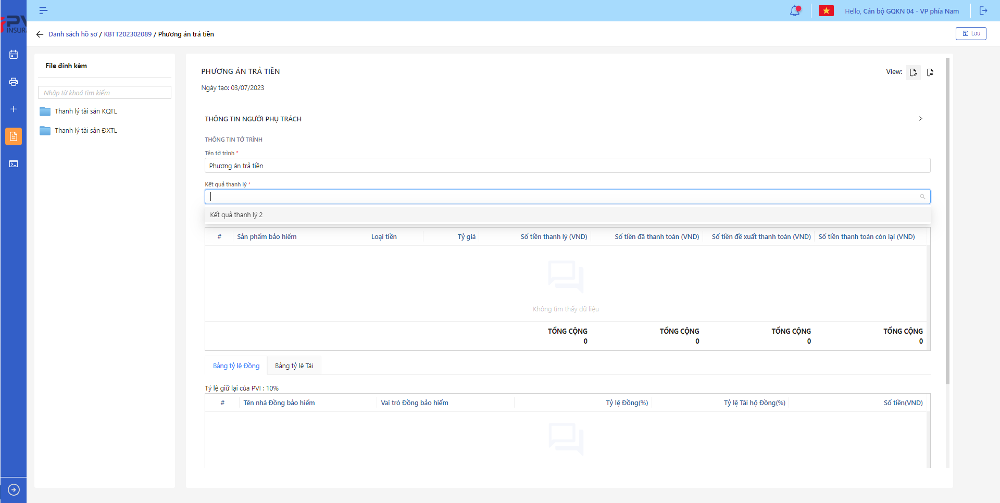 PV
INSURA
Hello, Cán bộ GQKN 04 - VP phía Nam
Danh sách hồ sơ / KBTT202302089 / Phương án trả tiền
Lưu
File đính kèm
Nhập từ khoá tìm kiếm
Thanh lý tài sản KQTL
Thanh lý tài sản ĐXTL
PHƯƠNG ÁN TRẢ TIỀN
View:
Ngày tạo: 03/07/2023
THÔNG TIN NGƯỜI PHỤ TRÁCH
THÔNG TIN TỜ TRÌNH
Tên tờ trình *
Phương án trả tiền
Kết quả thanh lý *
Kết quả thanh lý 2
# Sản phẩm bảo hiểm Loại tiền Tỷ giá Số tiền thanh lý (VND) Số tiền đã thanh toán (VND) Số tiền đề xuất thanh toán (VND) Số tiền thanh toán còn lại (VND)
Không tìm thấy dữ liệu
TỔNG CỘNG TỔNG CỘNG TỔNG CỘNG TỔNG CỘNG
0 0 0 0
Bảng tỷ lệ Đồng Bảng tỷ lệ Tái
Tỷ lệ giữ lại của PVI : 10%
# Tên nhà Đồng bảo hiểm Vai trò Đồng bảo hiểm Tỷ lệ Đồng(%) Tỷ lệ Tái hộ Đồng(%) Số tiền(VND)